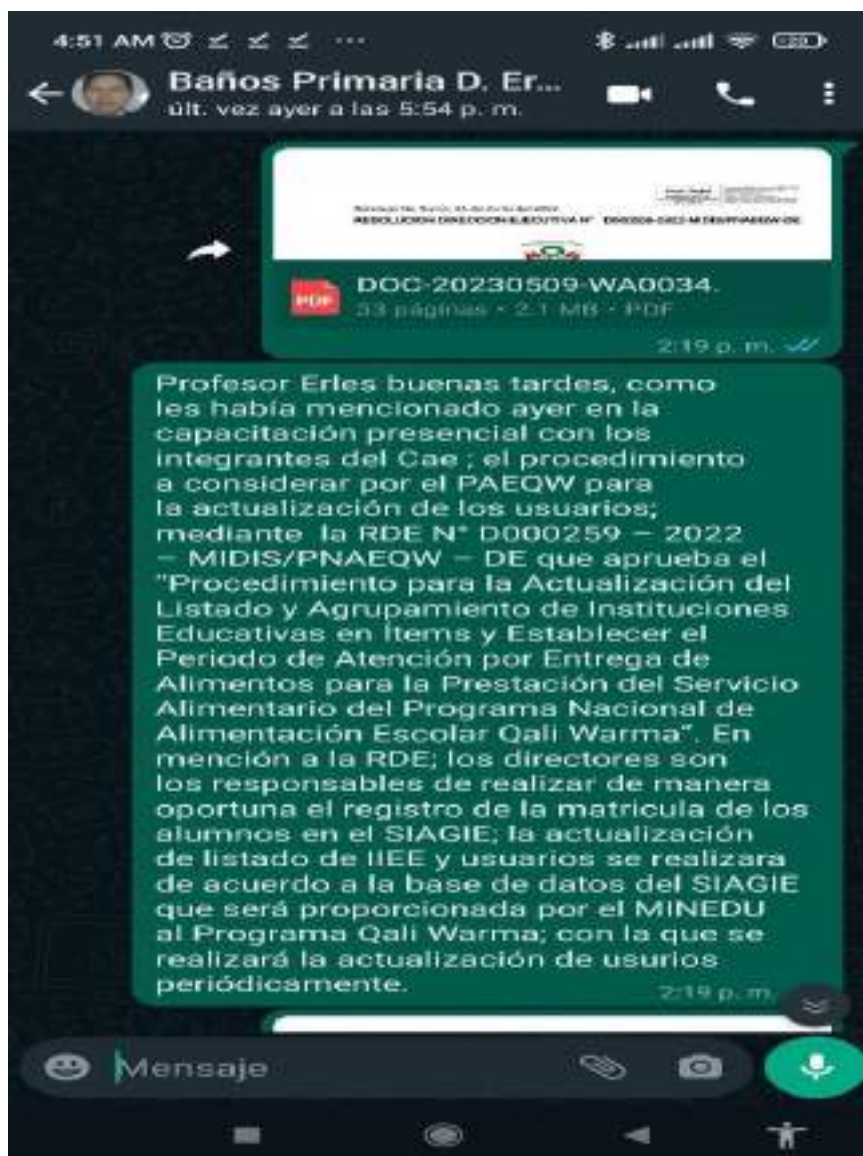 4:51 AM
Baños Primaria D. Er...
últ. vez ayer a las 5:54 p. m.
RESOLUCION DIRECCION EJECUTIVA N°
PDF
DOC-20230509-WA0034.
53 páginas • 2.1 MB • PDF
2:19 p. m.
Profesor Erles buenas tardes, como
les había mencionado ayer en la
capacitación presencial con los
integrantes del Cae ; el procedimiento
a considerar por el PAEQW para
la actualización de los usuarios;
mediante la RDE N° D000259 – 2022
– MIDIS/PNAEQW – DE que aprueba el
"Procedimiento para la Actualización del
Listado y Agrupamiento de Instituciones
Educativas en Ítems y Establecer el
Periodo de Atención por Entrega de
Alimentos para la Prestación del Servicio
Alimentario del Programa Nacional de
Alimentación Escolar Qali Warma". En
mención a la RDE; los directores son
los responsables de realizar de manera
oportuna el registro de la matricula de los
alumnos en el SIAGIE; la actualización
de listado de IIEE y usuarios se realizara
de acuerdo a la base de datos del SIAGIE
que será proporcionada por el MINEDU
al Programa Qali Warma; con la que se
realizará la actualización de usurios
periódicamente.
2:19 p. m.
Mensaje